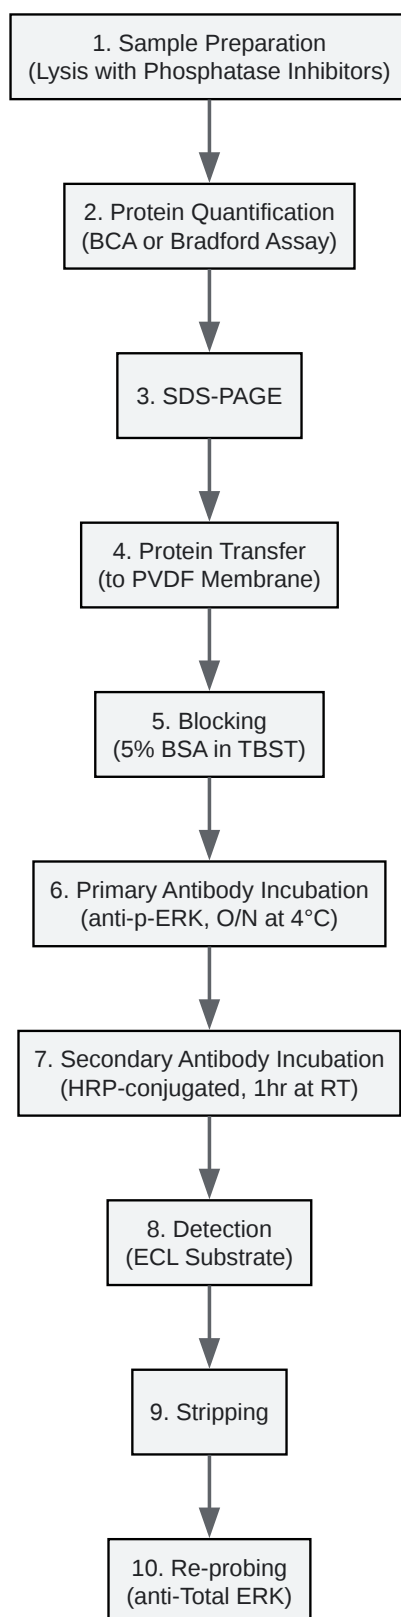 1. Sample Preparation
(Lysis with Phosphatase Inhibitors)
2. Protein Quantification
(BCA or Bradford Assay)
3. SDS-PAGE
4. Protein Transfer
(to PVDF Membrane)
5. Blocking
(5% BSA in TBST)
6. Primary Antibody Incubation
(anti-p-ERK, O/N at 4°C)
7. Secondary Antibody Incubation
(HRP-conjugated, 1hr at RT)
8. Detection
(ECL Substrate)
9. Stripping
10. Re-probing
(anti-Total ERK)